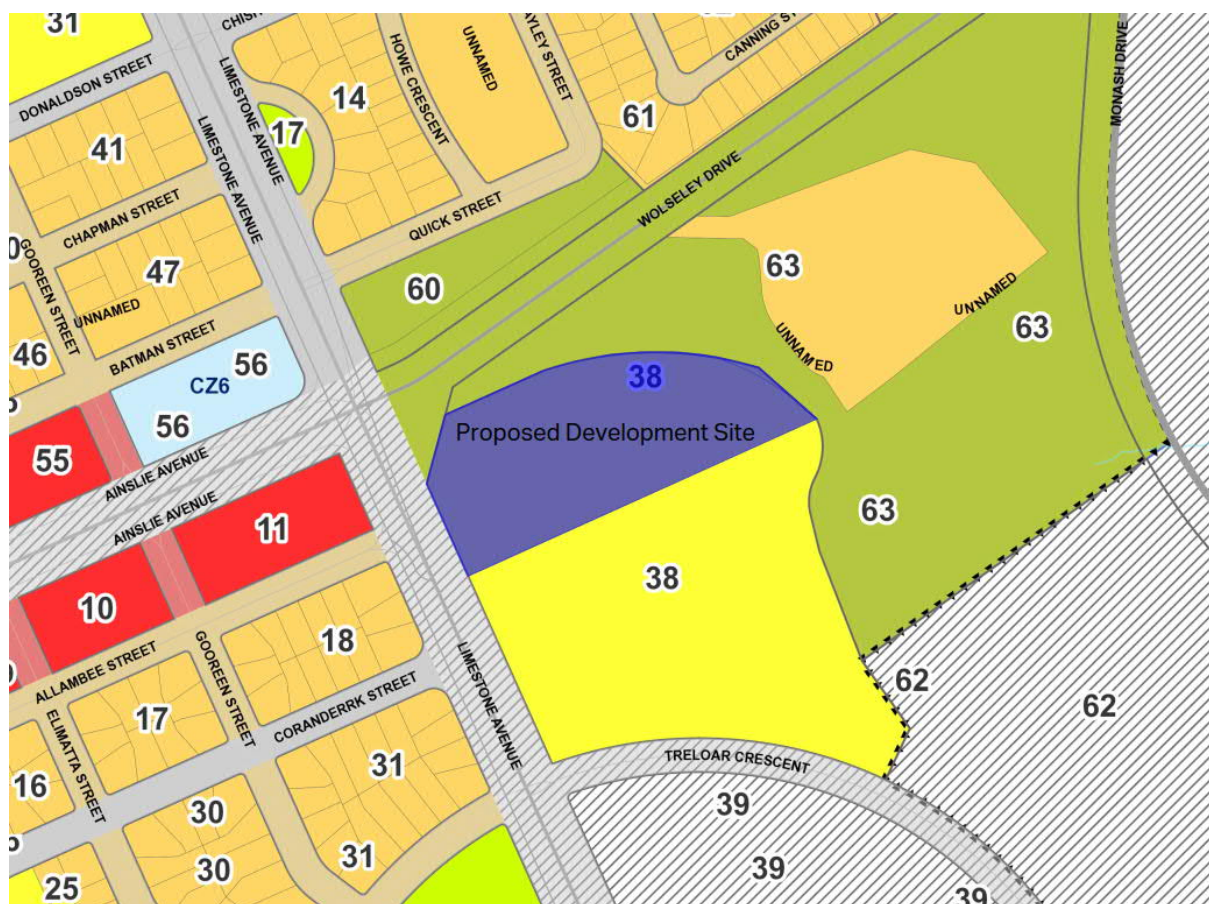 31
DONALDSON STREET
LIMESTONE AVENUE
HOWE CRESCENT
UNNAMED
CANNING
MONASH DRIVE
14
17
61
41
LIMESTONE AVENUE
CHAPMAN STREET
GOOREEN STREET
47
UNNAMED
BATMAN STREET
46
QUICK STREET
WOLSELEY DRIVE
60
63
UNNAMED
UNNAMED
63
56
CZ6
56
38
Proposed Development Site
55
AINSLIE AVENUE
AINSLIE AVENUE
11
63
10
38
18
ALLAMBEE STREET
GOOREEN STREET
CORANDERRK STREET
LIMESTONE AVENUE
62
62
17
ELIMATTA STREET
16
31
TRELOAR CRESCENT
30
39
31
30
39
25
39